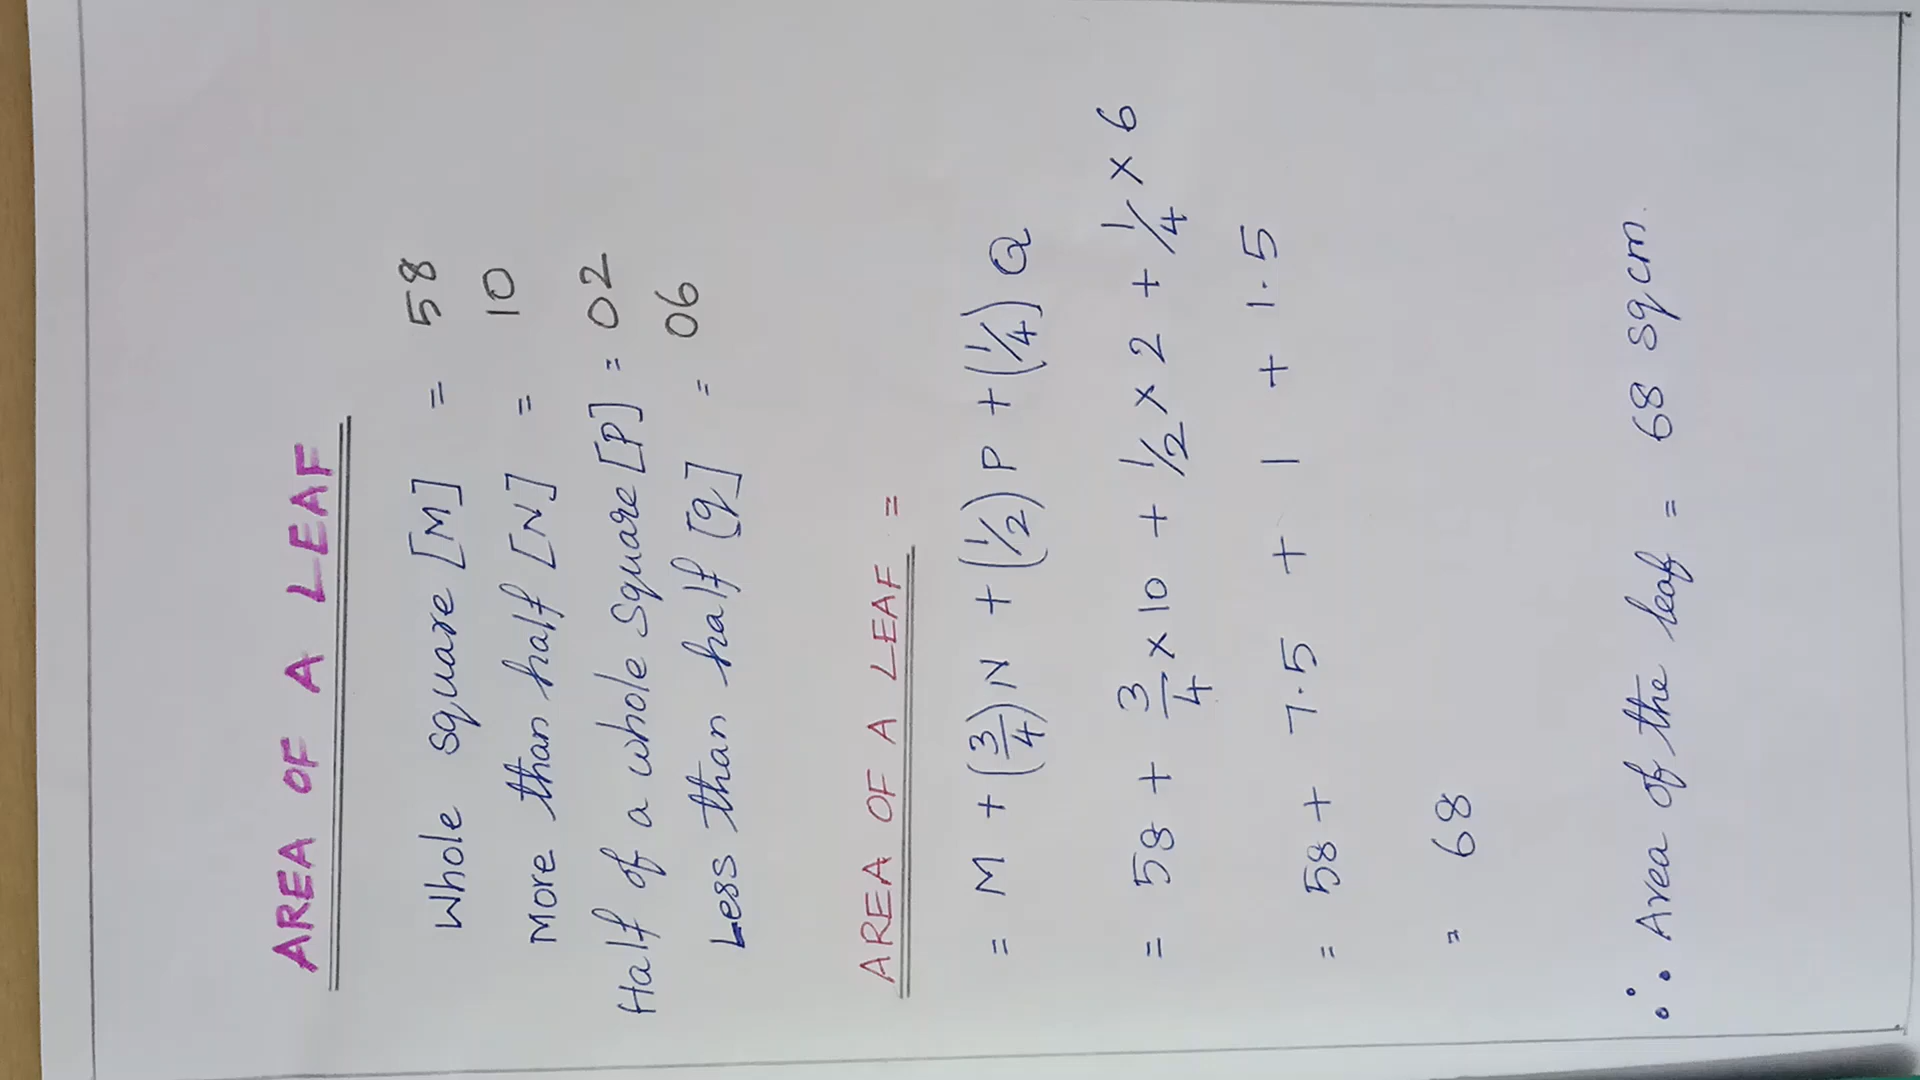 AREA OF A LEAF
Whole square [M] = 58
More than half [N] = 10
Half of a whole square [P] = 02
Less than half [q] = 06
AREA OF A LEAF =
= M + (3/4)N + (1/2)P + (1/4)Q
= 58 + 3/4 × 10 + 1/2 × 2 + 1/4 × 6
= 58 + 7.5 + 1 + 1.5
= 68
∴ Area of the leaf = 68 sq cm.